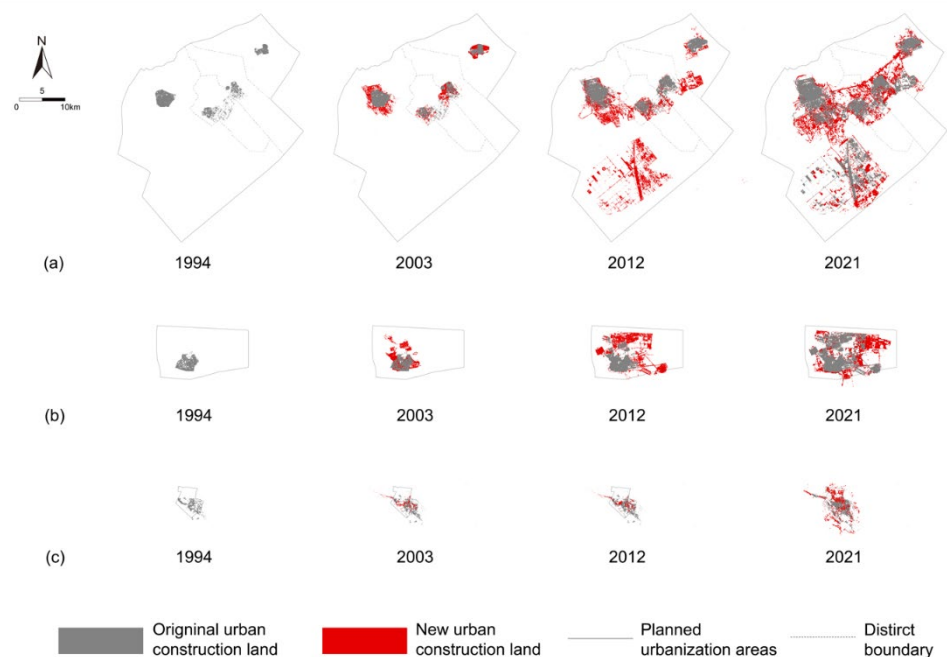 N
5
0 10km
(a) 1994 2003 2012 2021
(b) 1994 2003 2012 2021
(c) 1994 2003 2012 2021
Origninal urban New urban Planned Distirct
construction land construction land urbanization areas boundary